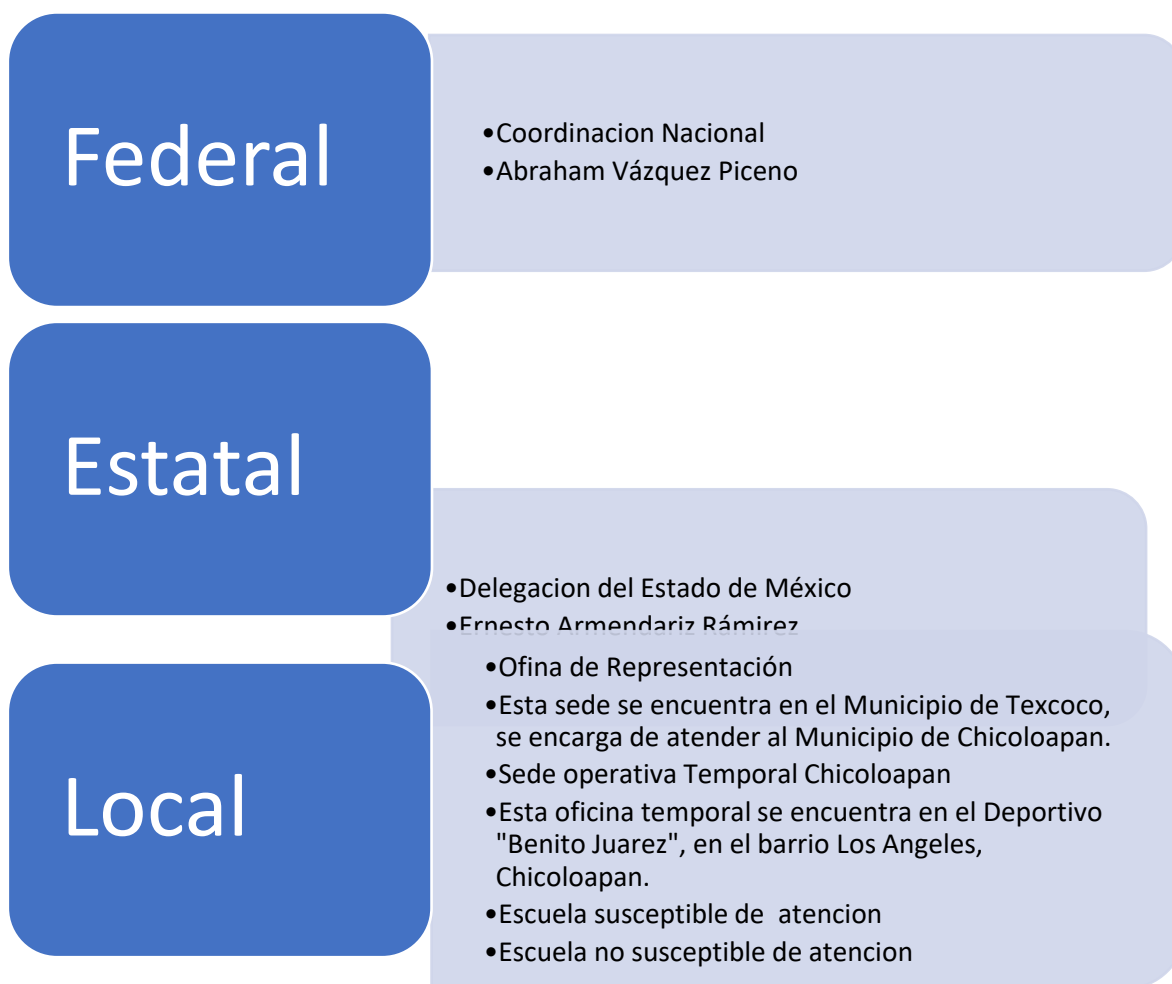 Federal
•Coordinacion Nacional
•Abraham Vázquez Piceno
Estatal
•Delegacion del Estado de México
•Ernesto Armendariz Rámirez
Local
•Ofina de Representación
•Esta sede se encuentra en el Municipio de Texcoco,
se encarga de atender al Municipio de Chicoloapan.
•Sede operativa Temporal Chicoloapan
•Esta oficina temporal se encuentra en el Deportivo
"Benito Juarez", en el barrio Los Angeles,
Chicoloapan.
•Escuela susceptible de  atencion
•Escuela no susceptible de atencion